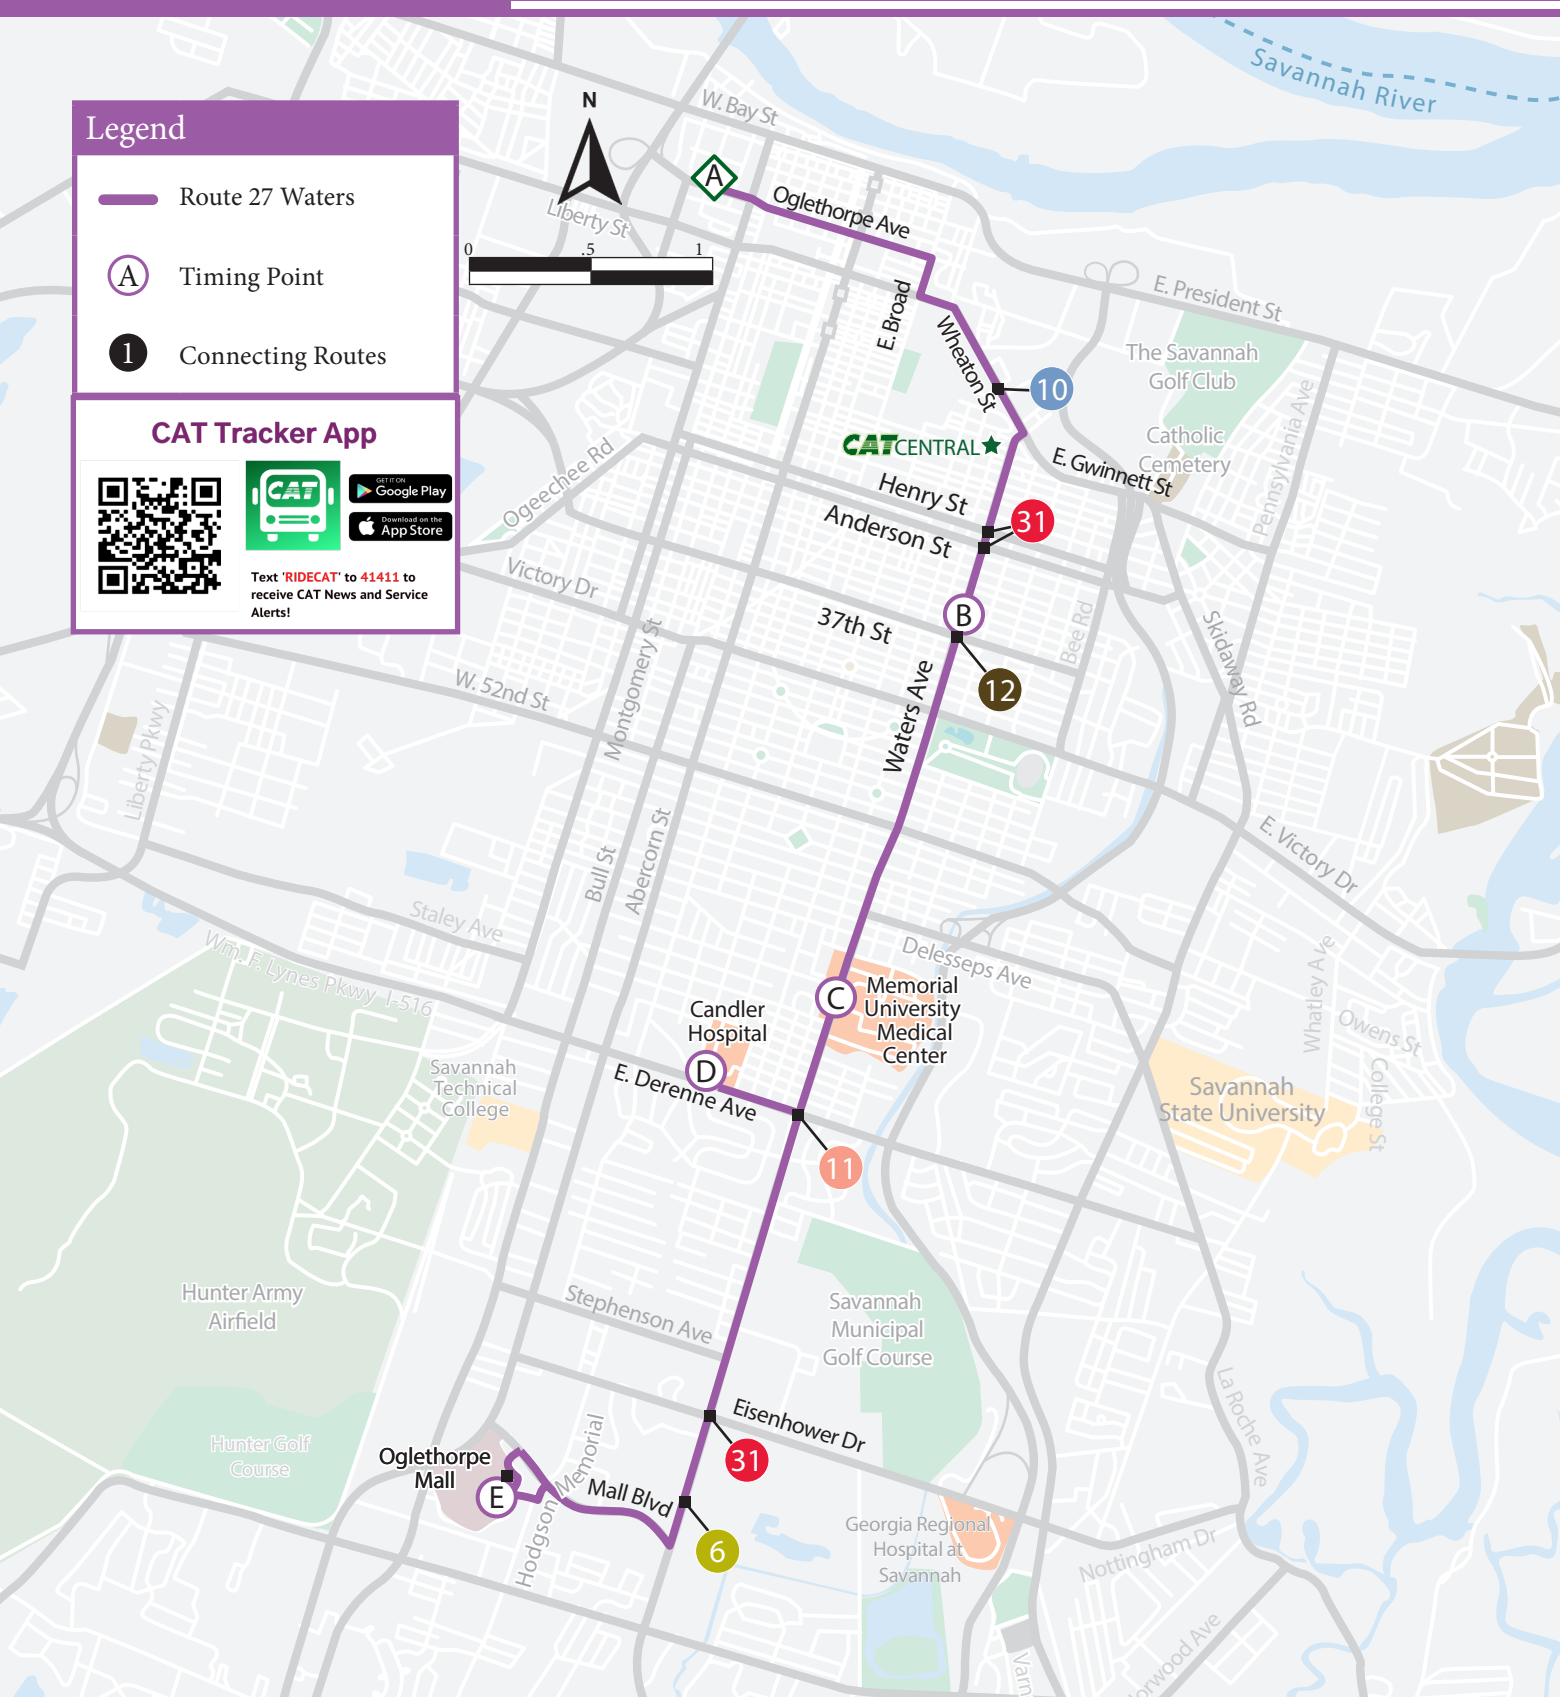 Savannah River
W. Bay St
N
Legend
Route 27 Waters
A
Timing Point
1
Connecting Routes
A
Oglethorpe Ave
Liberty St
0 .5 1
E. President St
E. Broad
Wheaton St
The Savannah
Golf Club
10
CAT Tracker App
CAT
GET IT ON
Google Play
Download on the
App Store
Text 'RIDECAT' to 41411 to
receive CAT News and Service
Alerts!
CATCENTRAL
Catholic
Cemetery
Pennsylvania Ave
E. Gwinnett St
Ogeechee Rd
Henry St
Anderson St
31
Victory Dr
37th St
B
Bee Rd
Skidaway Rd
12
Montgomery St
W. 52nd St
Waters Ave
Liberty Pkwy
E. Victory Dr
Bull St
Abercorn St
Staley Ave
Wm. F. Lynes Pkwy I-516
Delesseps Ave
Whatley Ave
C
Memorial
University
Medical
Center
Candler
Hospital
D
E. Derenne Ave
Owens St
College St
Savannah
Technical
College
Savannah
State University
11
Hunter Army
Airfield
Stephenson Ave
Savannah
Municipal
Golf Course
La Roche Ave
Eisenhower Dr
31
Hunter Golf
Course
Oglethorpe
Mall
E
Hodgson Memorial
Mall Blvd
6
Georgia Regional
Hospital at
Savannah
Nottingham Dr
Varn
orwood Ave